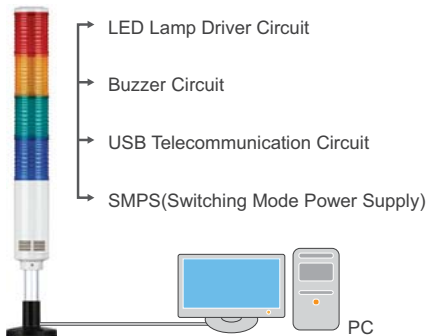 LED Lamp Driver Circuit
Buzzer Circuit
USB Telecommunication Circuit
SMPS(Switching Mode Power Supply)
PC